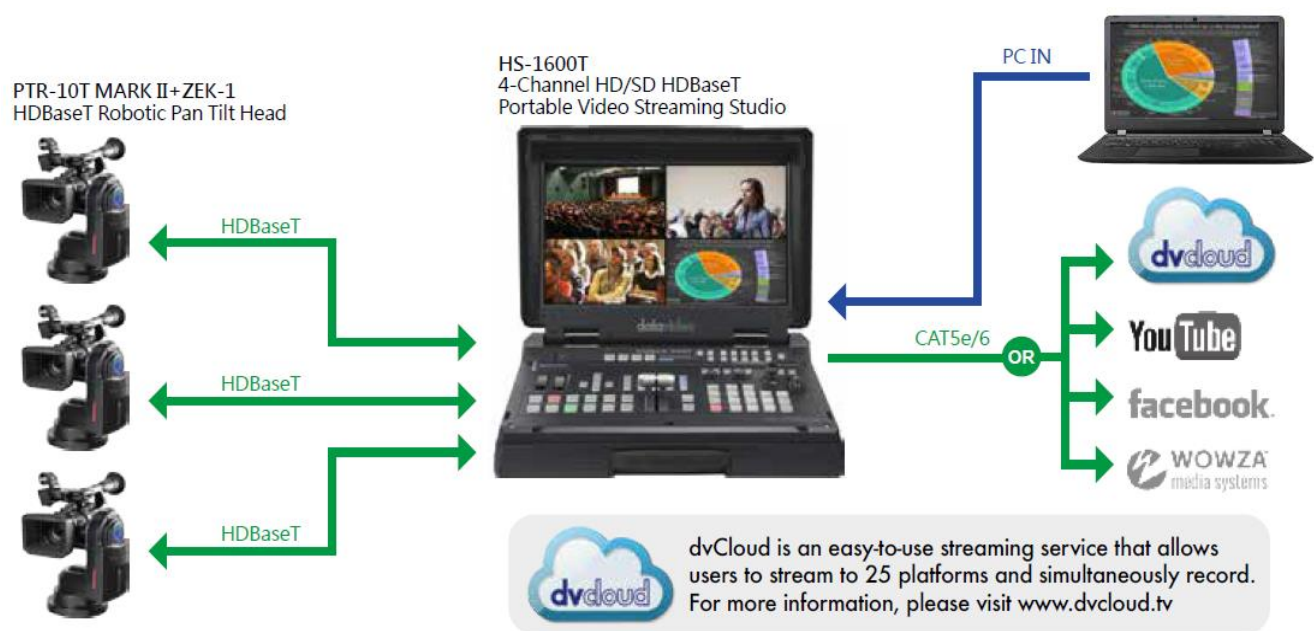 PTR-10T MARK II+ZEK-1
HDBaseT Robotic Pan Tilt Head
HS-1600T
4-Channel HD/SD HDBaseT
Portable Video Streaming Studio
PC IN
HDBaseT
HDBaseT
HDBaseT
datavideo
CAT5e/6
OR
dvcloud
YouTube
facebook.
WOWZA
media systems
dvcloud
dvCloud is an easy-to-use streaming service that allows
users to stream to 25 platforms and simultaneously record.
For more information, please visit www.dvcloud.tv